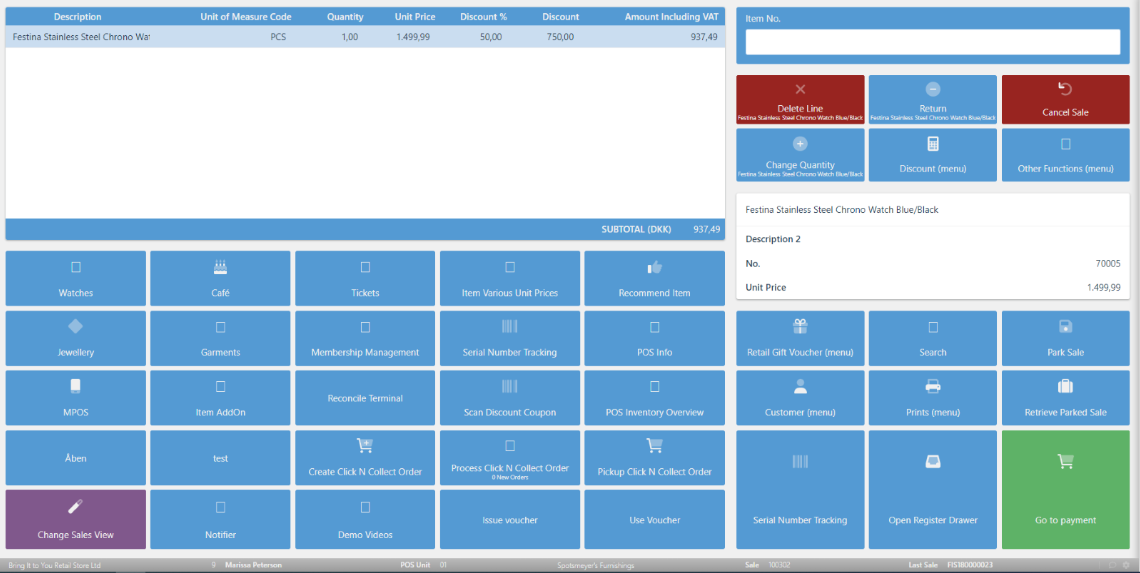 Description Unit of Measure Code Quantity Unit Price Discount % Discount Amount Including VAT
Festina Stainless Steel Chrono Wat PCS 1,00 1.499,99 50,00 750,00 937,49
SUBTOTAL (DKK) 937,49
Item No.
Delete Line Return Cancel Sale
Festina Stainless Steel Chrono Watch Blue/Black Festina Stainless Steel Chrono Watch Blue/Black
Change Quantity Discount (menu) Other Functions (menu)
Festina Stainless Steel Chrono Watch Blue/Black
Festina Stainless Steel Chrono Watch Blue/Black
Description 2
No. 70005
Unit Price 1.499,99
Watches Café Tickets Item Various Unit Prices Recommend Item
Jewellery Garments Membership Management Serial Number Tracking POS Info
MPOS Item AddOn Reconcile Terminal Scan Discount Coupon POS Inventory Overview
Åben test Create Click N Collect Order Process Click N Collect Order Pickup Click N Collect Order
0 New Orders
Change Sales View Notifier Demo Videos Issue voucher Use Voucher
Retail Gift Voucher (menu) Search Park Sale
Customer (menu) Prints (menu) Retrieve Parked Sale
Serial Number Tracking Open Register Drawer Go to payment
Bring It to You Retail Store Ltd 9 Marissa Peterson POS Unit 01 Spotsmeyer's Furnishings Sale 100302 Last Sale FIS180000023